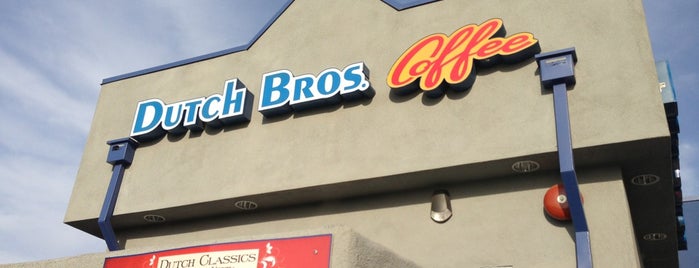 Dutch Bros. Coffee
Dutch Classics